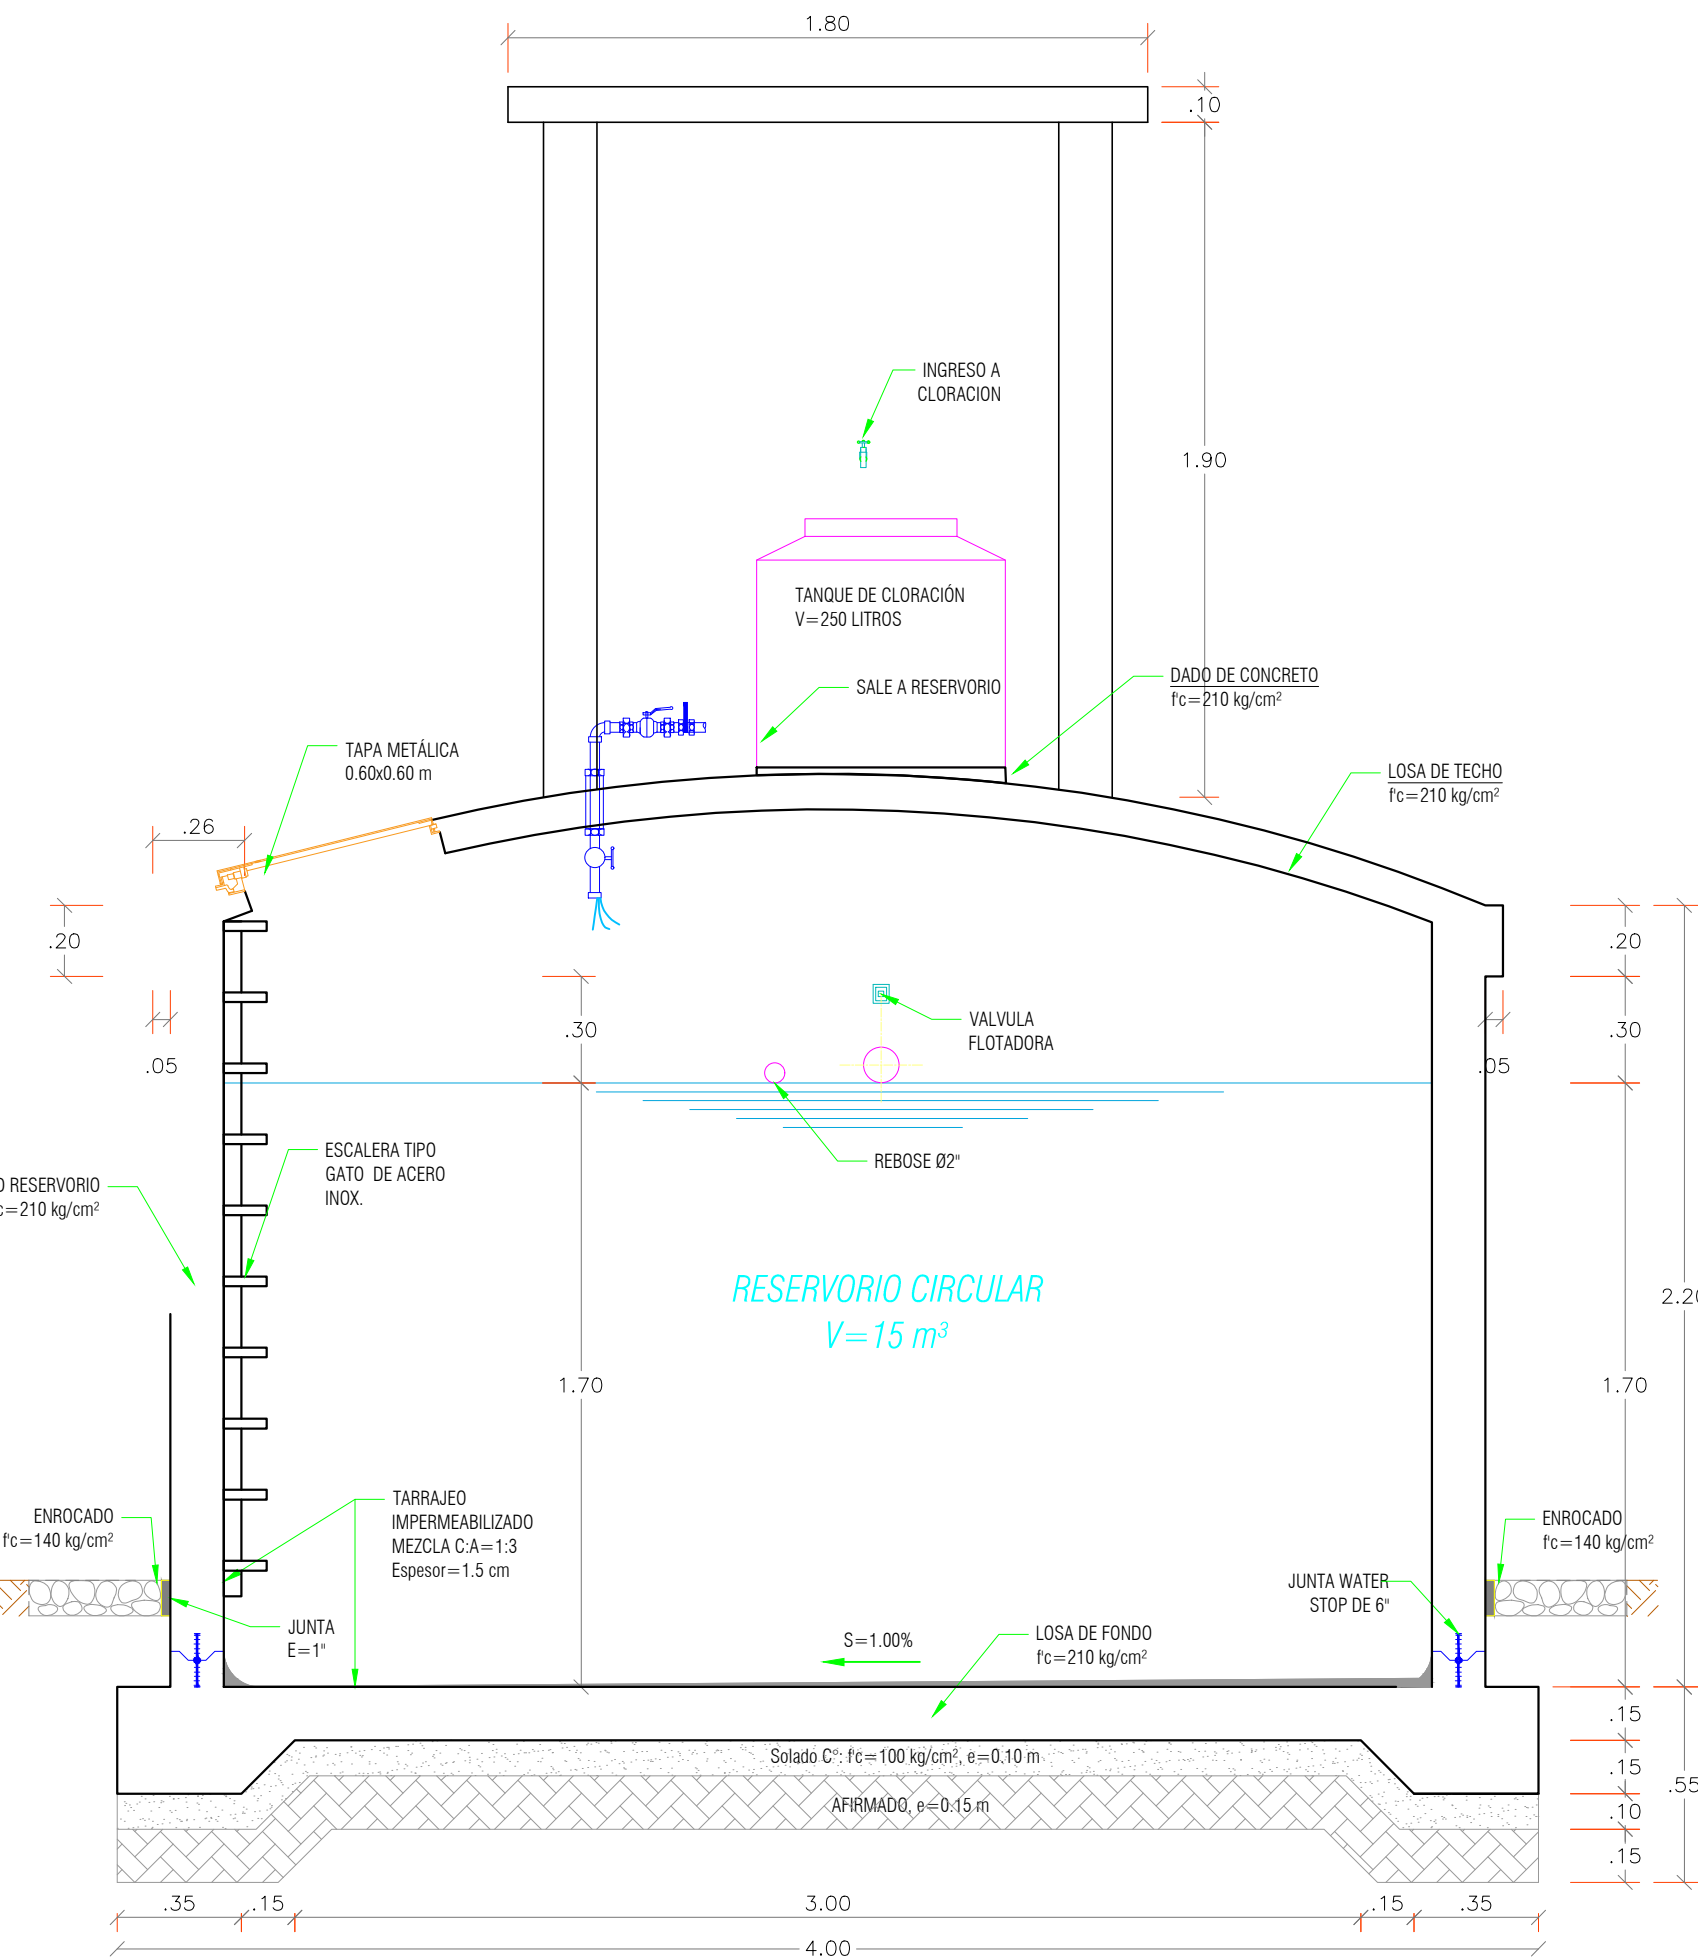 1.80
.10
INGRESO A
CLORACION
1.90
TANQUE DE CLORACIÓN
V=250 LITROS
SALE A RESERVORIO
DADO DE CONCRETO
f'c=210 kg/cm²
TAPA METÁLICA
0.60x0.60 m
LOSA DE TECHO
f'c=210 kg/cm²
.26
.20
.20
.30
VALVULA
FLOTADORA
.30
.05
.05
ESCALERA TIPO
GATO DE ACERO
INOX.
REBOSE Ø2"
RESERVORIO
=210 kg/cm²
RESERVORIO CIRCULAR
V=15 m³
2.20
1.70
1.70
TARRAJEO
IMPERMEABILIZADO
MEZCLA C:A=1:3
Espesor=1.5 cm
ENROCADO
f'c=140 kg/cm²
ENROCADO
f'c=140 kg/cm²
JUNTA WATER
STOP DE 6"
JUNTA
E=1"
S=1.00%
LOSA DE FONDO
f'c=210 kg/cm²
.15
Solado C°: f'c=100 kg/cm², e=0.10 m
.15
.55
AFIRMADO, e=0.15 m
.10
.15
.35
.15
3.00
.15
.35
4.00